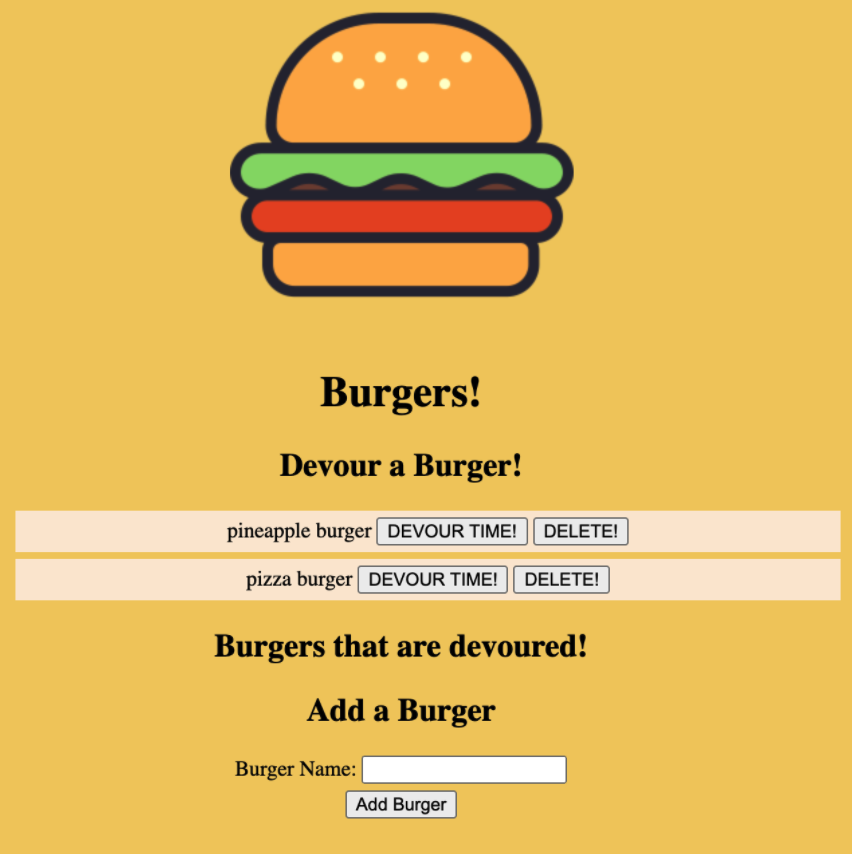 Burgers!
Devour a Burger!
pineapple burger DEVOUR TIME! DELETE!
pizza burger DEVOUR TIME! DELETE!
Burgers that are devoured!
Add a Burger
Burger Name:
Add Burger